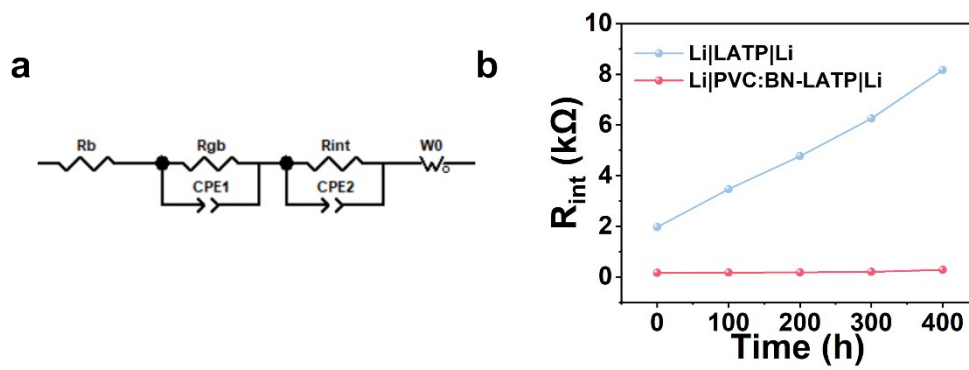 a
Rb
Rgb
Rint
W0
CPE1
CPE2
b
10
8
6
4
2
0
R_int (kΩ)
Li|LATP|Li
Li|PVC:BN-LATP|Li
0 100 200 300 400
Time (h)